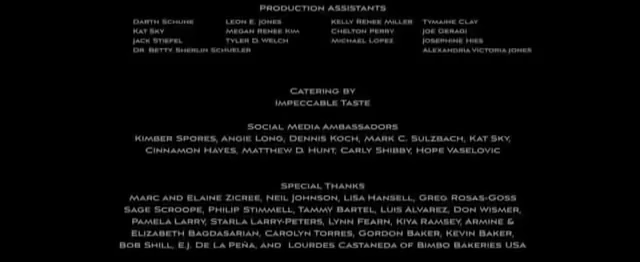 Production Assistants
Darth Schuhe Leon E. Jones Kelly Renee Miller Tymaine Clay
Kat Sky Megan Renee Kim Chelton Perry Joe Deragi
Jack Stiepel Tyler D. Welch Michael Lopez Josephine Hies
Dr. Betty Sherlin Schueler Alexandria Victoria Jones
Catering by
Impeccable Taste
Social Media Ambassadors
Kimber Spores, Angie Long, Dennis Koch, Mark C. Sulzbach, Kat Sky,
Cinnamon Hayes, Matthew D. Hunt, Carly Shibby, Hope Vaselovic
Special Thanks
Marc and Elaine Zicree, Neil Johnson, Lisa Hansell, Greg Rosas-Goss
Sage Scroope, Philip Stimmell, Tammy Bartel, Luis Alvarez, Don Wismer,
Pamela Larry, Starla Larry-Peters, Lynn Fearn, Kiya Ramsey, Armine &
Elizabeth Bagdasarian, Carolyn Torres, Gordon Baker, Kevin Baker,
Bob Shill, E.J. De La Peña, and Lourdes Castaneda of Bimbo Bakeries USA